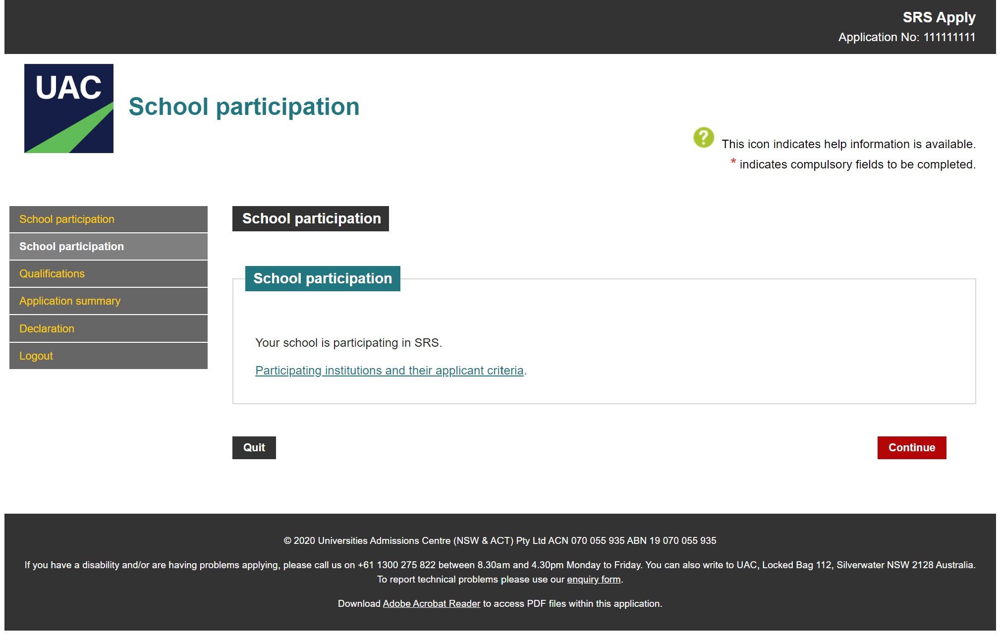 SRS Apply
Application No: 111111111
UAC
School participation
?
This icon indicates help information is available.
* indicates compulsory fields to be completed.
School participation
School participation
Qualifications
Application summary
Declaration
Logout
School participation
School participation
Your school is participating in SRS.
Participating institutions and their applicant criteria.
Quit
Continue
© 2020 Universities Admissions Centre (NSW & ACT) Pty Ltd ACN 070 055 935 ABN 19 070 055 935
If you have a disability and/or are having problems applying, please call us on +61 1300 275 822 between 8.30am and 4.30pm Monday to Friday. You can also write to UAC, Locked Bag 112, Silverwater NSW 2128 Australia.
To report technical problems please use our enquiry form.
Download Adobe Acrobat Reader to access PDF files within this application.